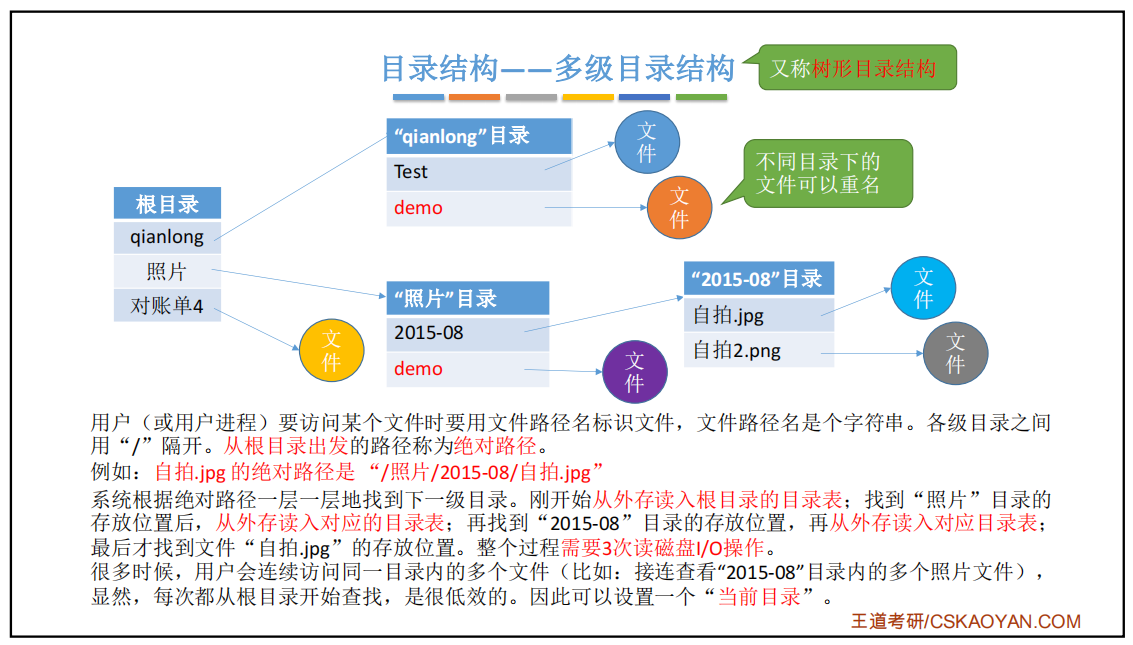 目录结构——多级目录结构
又称树形目录结构
“qianlong”目录
Test
demo
文
件
文
件
不同目录下的
文件可以重名
根目录
qianlong
照片
对账单4
文
件
“照片”目录
2015-08
demo
文
件
“2015-08”目录
自拍.jpg
自拍2.png
文
件
文
件
用户（或用户进程）要访问某个文件时要用文件路径名标识文件，文件路径名是个字符串。各级目录之间
用“/”隔开。从根目录出发的路径称为绝对路径。
例如：自拍.jpg 的绝对路径是 “/照片/2015-08/自拍.jpg”
系统根据绝对路径一层一层地找到下一级目录。刚开始从外存读入根目录的目录表；找到“照片”目录的
存放位置后，从外存读入对应的目录表；再找到“2015-08”目录的存放位置，再从外存读入对应目录表；
最后才找到文件“自拍.jpg”的存放位置。整个过程需要3次读磁盘I/O操作。
很多时候，用户会连续访问同一目录内的多个文件（比如：接连查看“2015-08”目录内的多个照片文件），
显然，每次都从根目录开始查找，是很低效的。因此可以设置一个“当前目录”。
王道考研/CSKAOYAN.COM